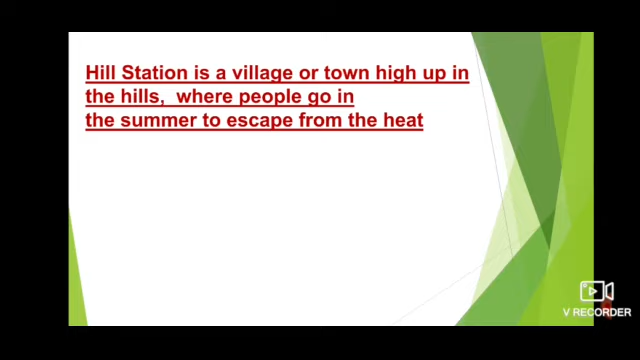 Hill Station is a village or town high up in
the hills,  where people go in
the summer to escape from the heat
V RECORDER